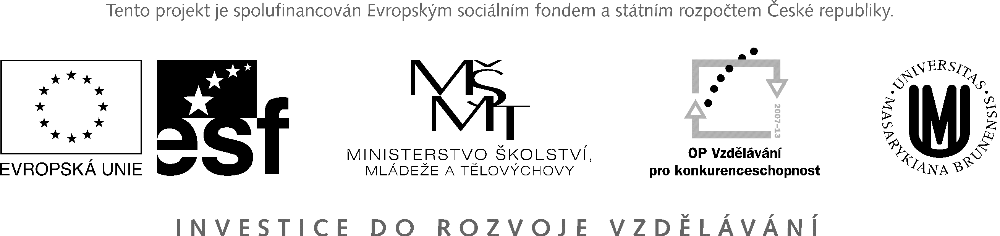 Tento projekt je spolufinancován Evropským sociálním fondem a státním rozpočtem České republiky.
EVROPSKÁ UNIE
esf
MŠMT
MINISTERSTVO ŠKOLSTVÍ,
MLÁDEŽE A TĚLOVÝCHOVY
2007-13
OP Vzdělávání
pro konkurenceschopnost
UNIVERSITAS • MASARYKIANA BRUNENSIS •
MU
INVESTICE DO ROZVOJE VZDĚLÁVÁNÍ